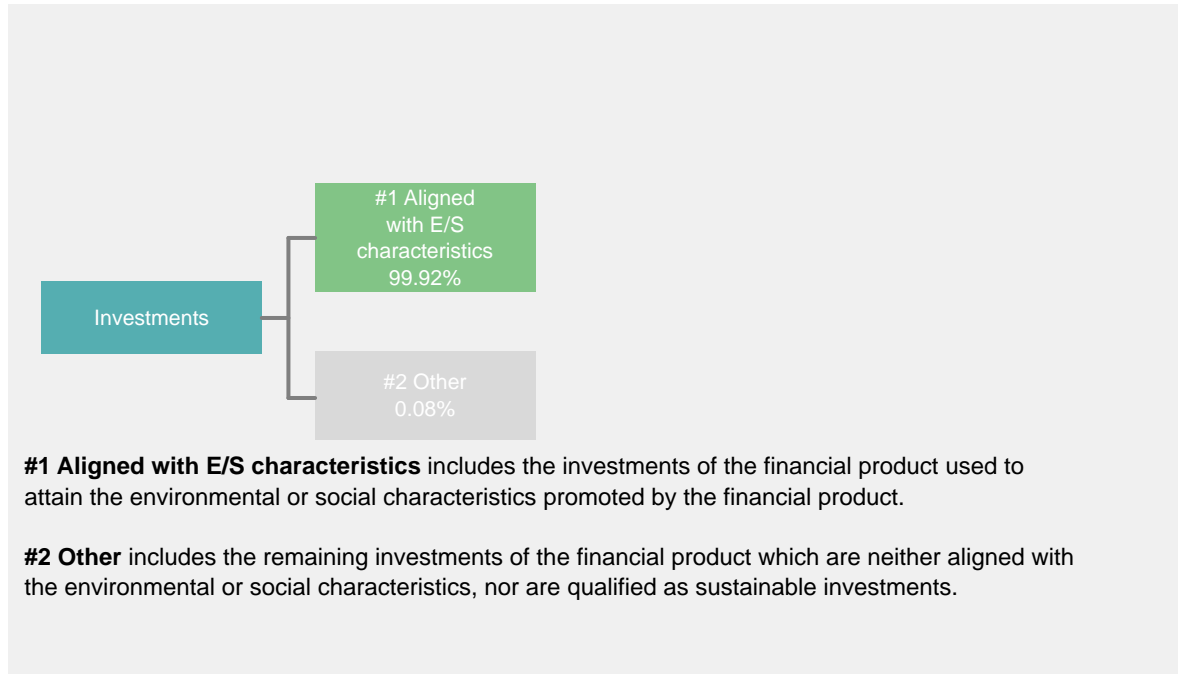 #1 Aligned
with E/S
characteristics
99.92%
Investments
#2 Other
0.08%
#1 Aligned with E/S characteristics includes the investments of the financial product used to
attain the environmental or social characteristics promoted by the financial product.
#2 Other includes the remaining investments of the financial product which are neither aligned with
the environmental or social characteristics, nor are qualified as sustainable investments.